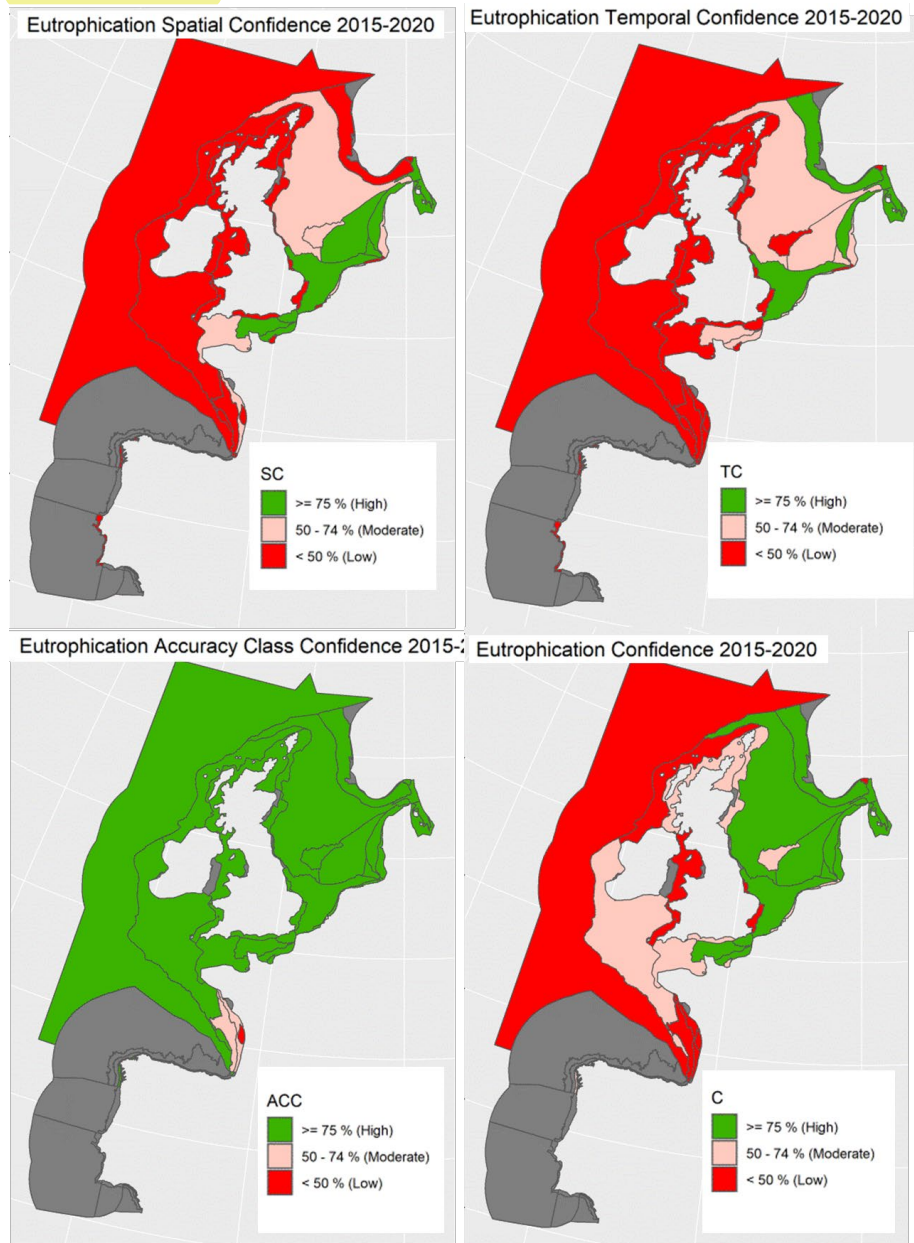 Eutrophication Spatial Confidence 2015-2020
Eutrophication Temporal Confidence 2015-2020
SC
>= 75 % (High)
50 - 74 % (Moderate)
< 50 % (Low)
TC
>= 75 % (High)
50 - 74 % (Moderate)
< 50 % (Low)
Eutrophication Accuracy Class Confidence 2015-2
Eutrophication Confidence 2015-2020
ACC
>= 75 % (High)
50 - 74 % (Moderate)
< 50 % (Low)
C
>= 75 % (High)
50 - 74 % (Moderate)
< 50 % (Low)